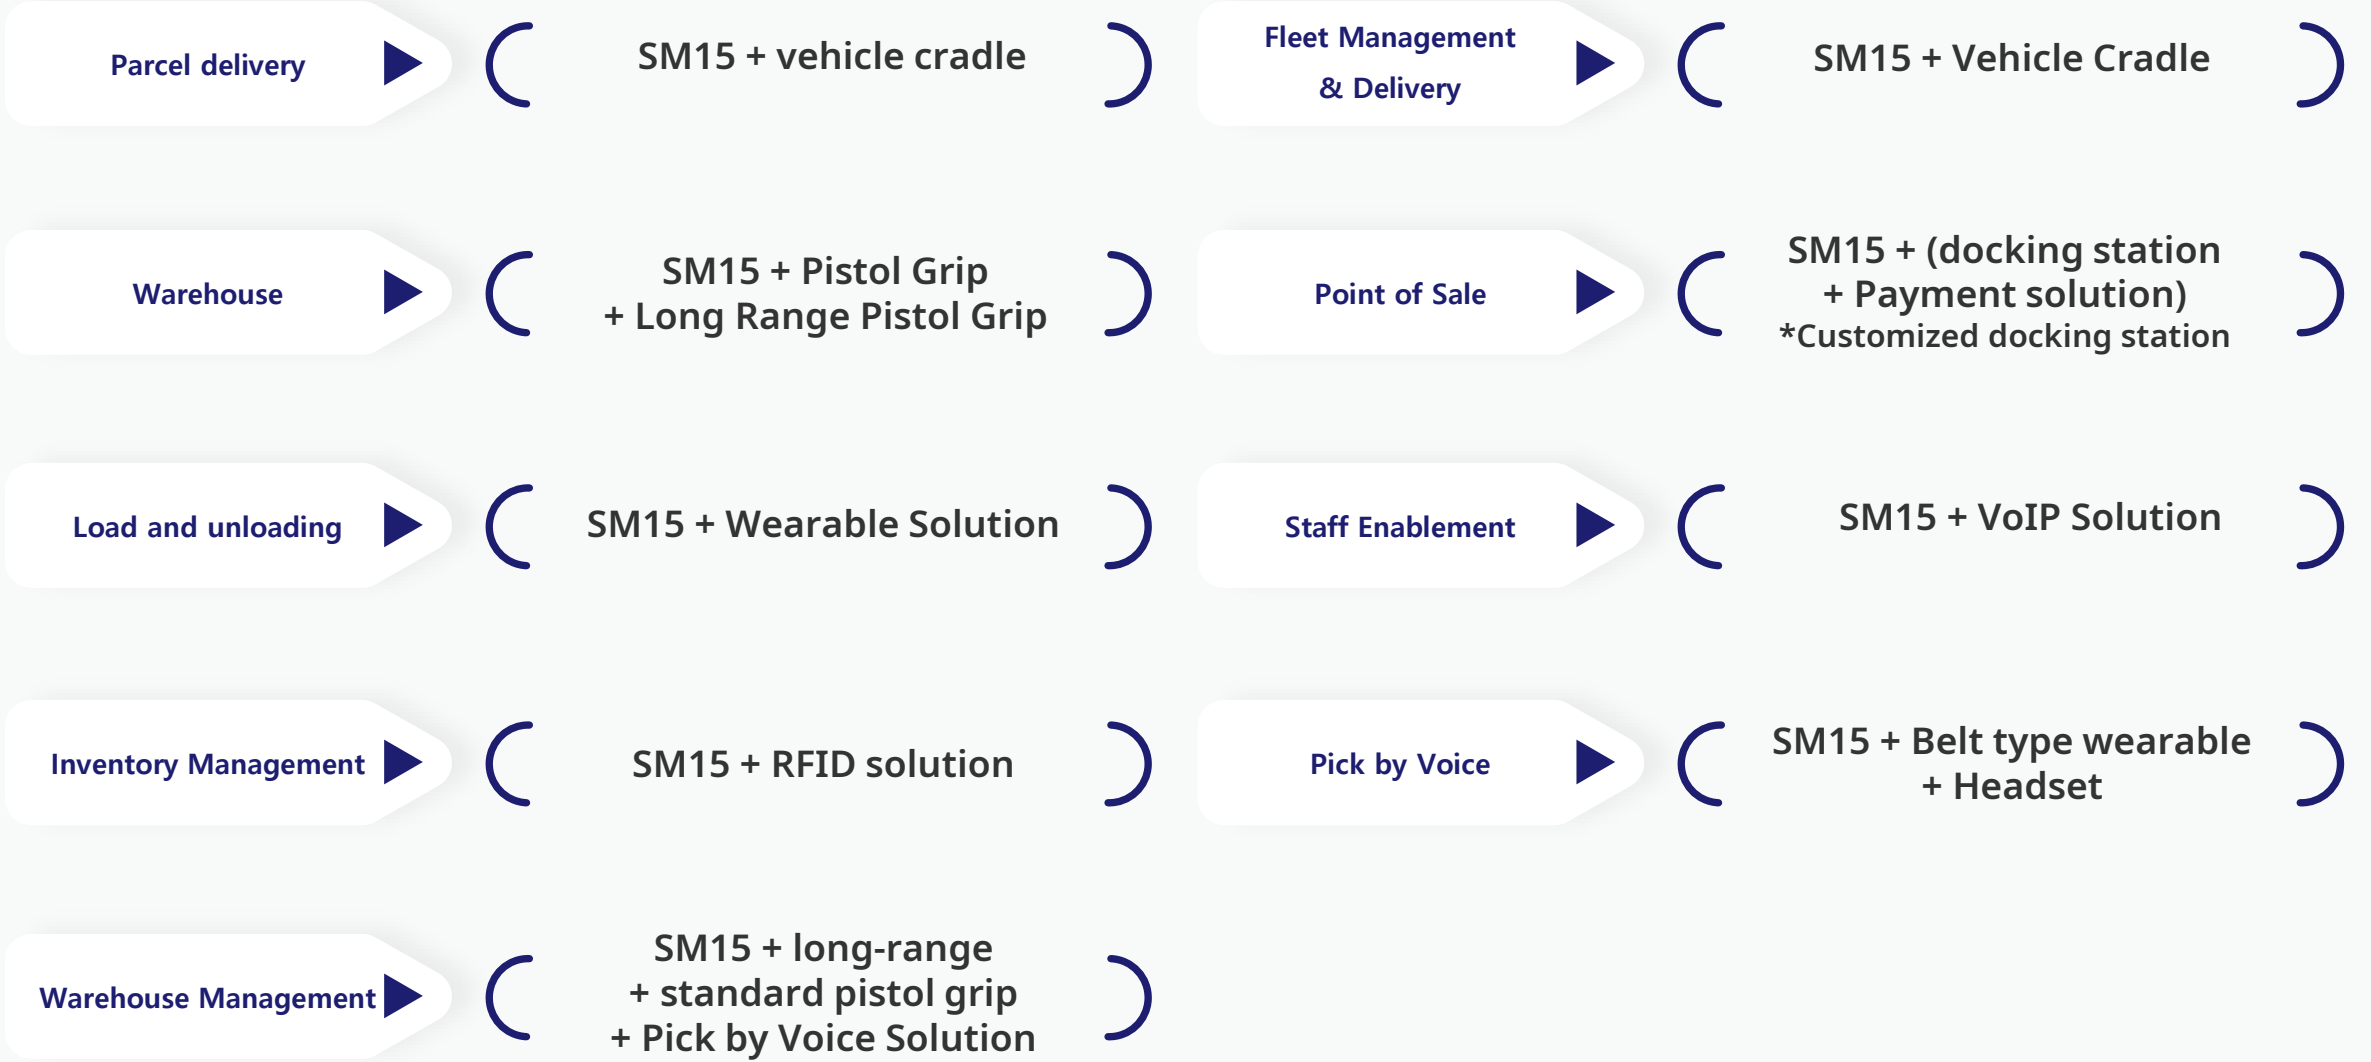 Parcel delivery
SM15 + vehicle cradle
Fleet Management
& Delivery
SM15 + Vehicle Cradle
Warehouse
SM15 + Pistol Grip
+ Long Range Pistol Grip
Point of Sale
SM15 + (docking station
+ Payment solution)
*Customized docking station
Load and unloading
SM15 + Wearable Solution
Staff Enablement
SM15 + VoIP Solution
Inventory Management
SM15 + RFID solution
Pick by Voice
SM15 + Belt type wearable
+ Headset
Warehouse Management
SM15 + long-range
+ standard pistol grip
+ Pick by Voice Solution